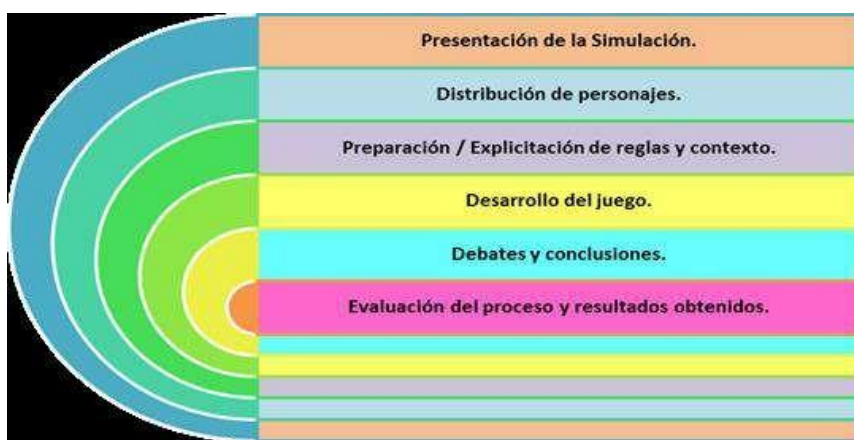 Presentación de la Simulación.
Distribución de personajes.
Preparación / Explicitación de reglas y contexto.
Desarrollo del juego.
Debates y conclusiones.
Evaluación del proceso y resultados obtenidos.